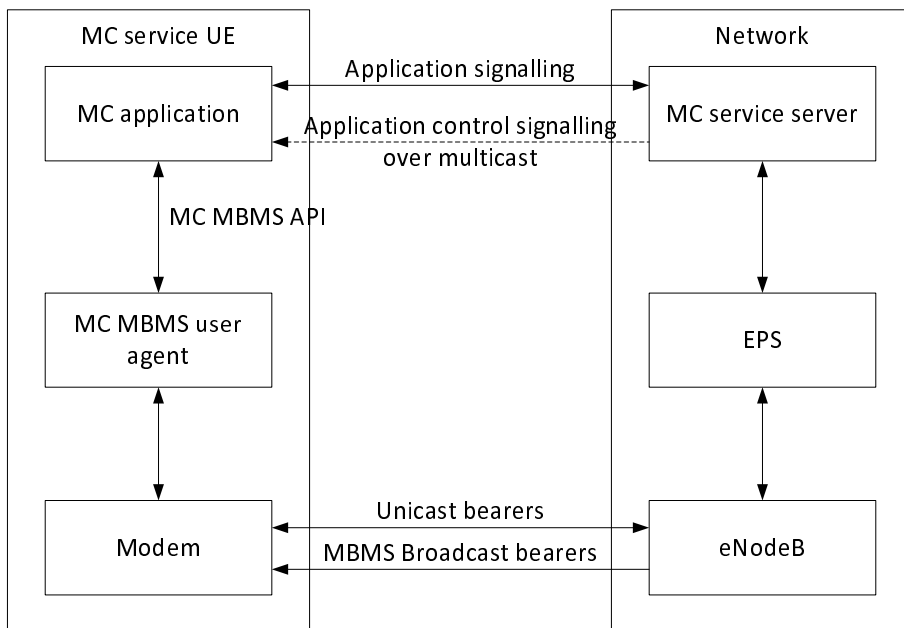 MC service UE
Network
MC application
Application signalling
MC service server
Application control signalling
over multicast
MC MBMS API
MC MBMS user
agent
EPS
Modem
Unicast bearers
MBMS Broadcast bearers
eNodeB